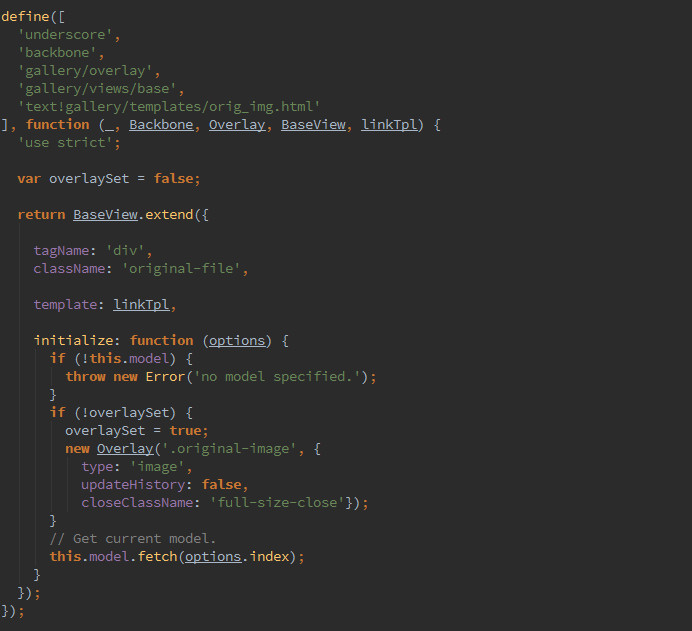 define([
  'underscore',
  'backbone',
  'gallery/overlay',
  'gallery/views/base',
  'text!gallery/templates/orig_img.html'
], function (_, Backbone, Overlay, BaseView, linkTpl) {
  'use strict';

  var overlaySet = false;

  return BaseView.extend({

    tagName: 'div',
    className: 'original-file',

    template: linkTpl,

    initialize: function (options) {
      if (!this.model) {
        throw new Error('no model specified.');
      }
      if (!overlaySet) {
        overlaySet = true;
        new Overlay('.original-image', {
          type: 'image',
          updateHistory: false,
          closeClassName: 'full-size-close'});
      }
      // Get current model.
      this.model.fetch(options.index);
    }
  });
});